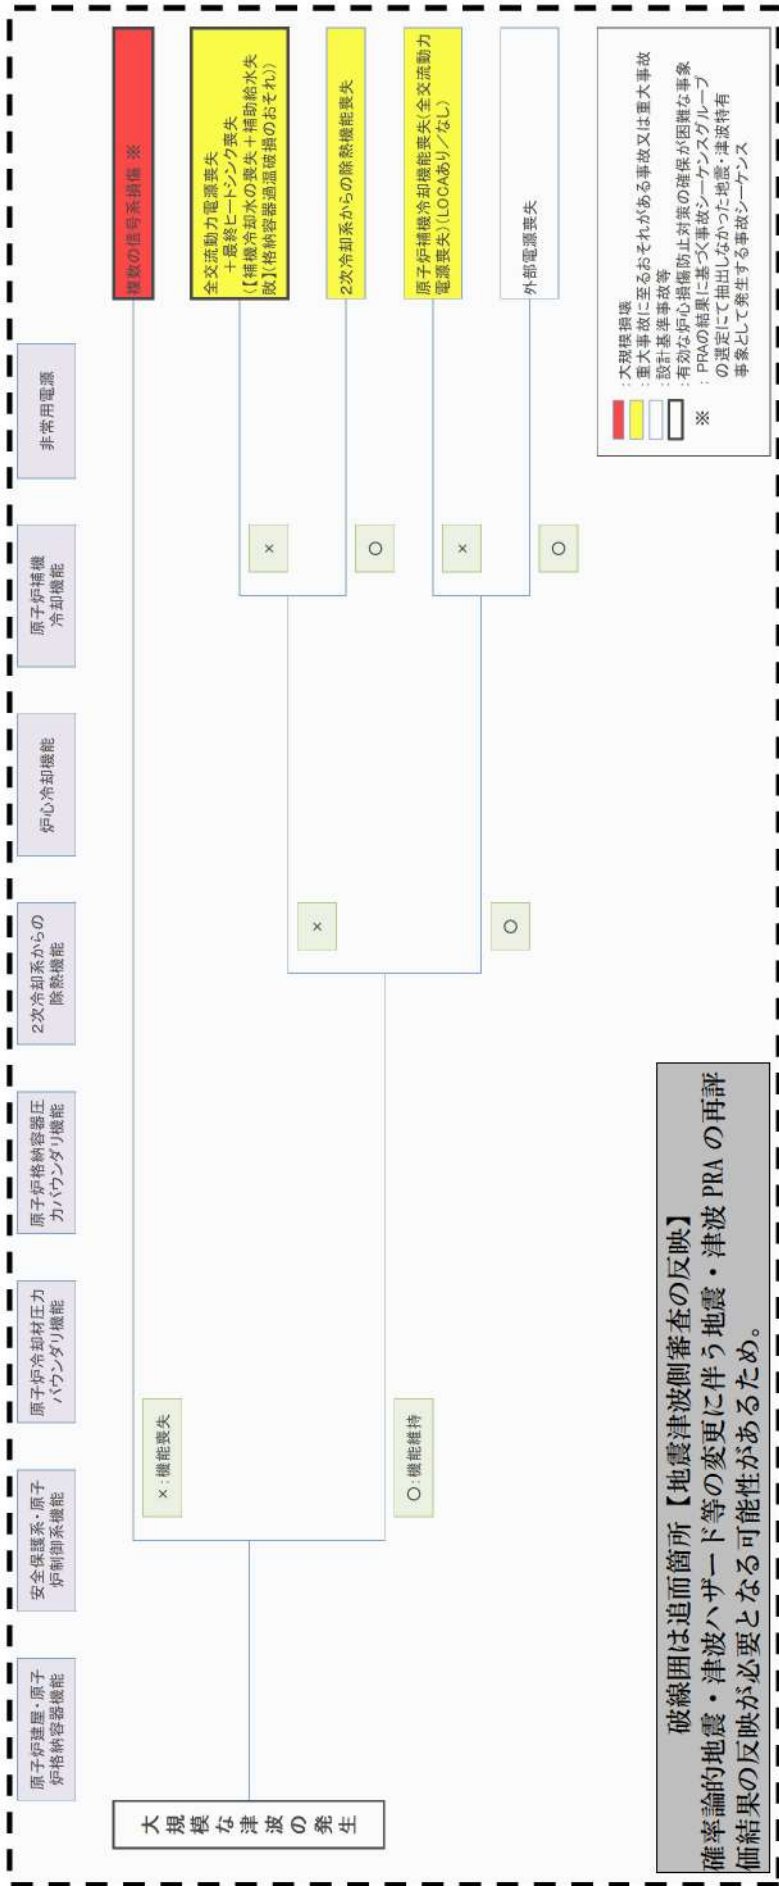 原子炉建屋・原子
炉格納容器機能
安全保護系・原子
炉制御系機能
原子炉冷却材圧力
バウンダリ機能
原子炉格納容器圧
力バウンダリ機能
2次冷却系からの
除熱機能
炉心冷却機能
原子炉補機
冷却機能
非常用電源
大規模な津波の発生
×:機能喪失
○:機能維持
×
○
×
○
×
○
複数の信号系損傷 ※
全交流動力電源喪失
+最終ヒートシンク喪失
(【補機冷却水の喪失+補助給水失
敗】(格納容器過温破損のおそれ))
2次冷却系からの除熱機能喪失
原子炉補機冷却機能喪失(全交流動力
電源喪失)(LOCAあり/なし)
外部電源喪失
:大規模損壊
:重大事故に至るおそれがある事故又は重大事故
:設計基準事故等
:有効な炉心損傷防止対策の確保が困難な事象
※ : PRAの結果に基づく事故シーケンスグループ
の選定にて抽出しなかった地震・津波特有
事象として発生する事故シーケンス
破線囲は追而箇所【地震津波側審査の反映】
確率論的地震・津波ハザード等の変更に伴う地震・津波 PRA の再評
価結果の反映が必要となる可能性があるため。